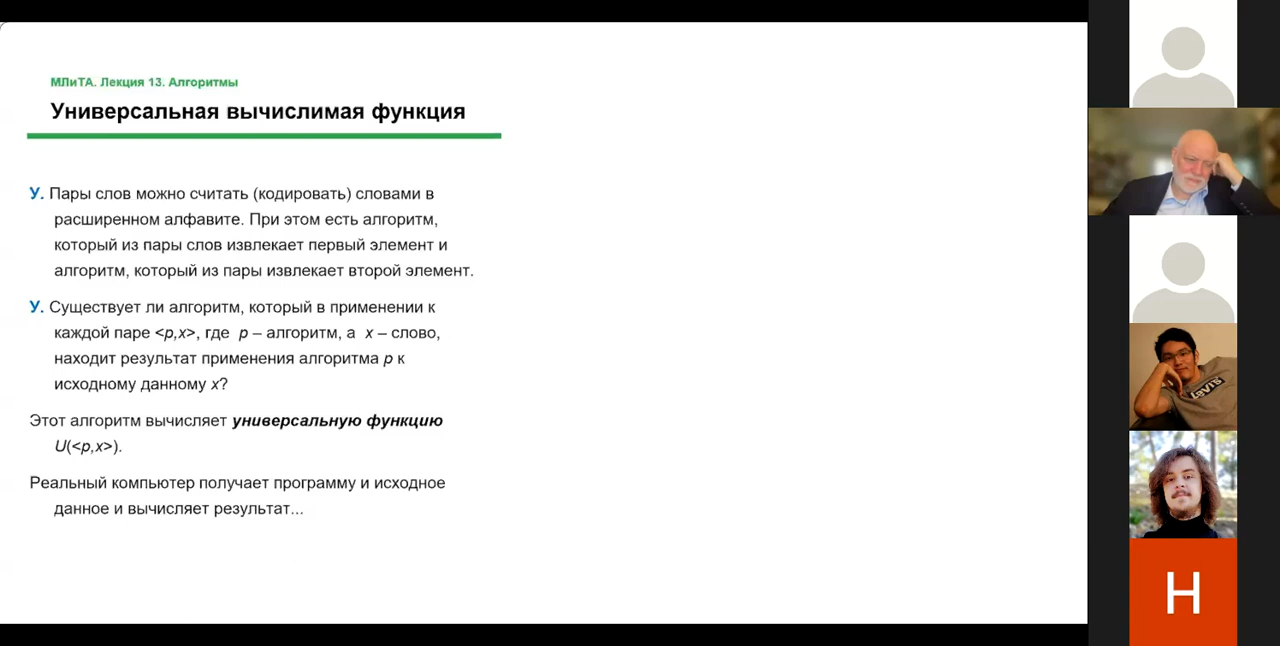 МЛиТА. Лекция 13. Алгоритмы
Универсальная вычислимая функция
У. Пары слов можно считать (кодировать) словами в
расширенном алфавите. При этом есть алгоритм,
который из пары слов извлекает первый элемент и
алгоритм, который из пары извлекает второй элемент.
У. Существует ли алгоритм, который в применении к
каждой паре <p,x>, где p – алгоритм, а x – слово,
находит результат применения алгоритма p к
исходному данному x?
Этот алгоритм вычисляет универсальную функцию
U(<p,x>).
Реальный компьютер получает программу и исходное
данное и вычисляет результат...
Levi's
Н